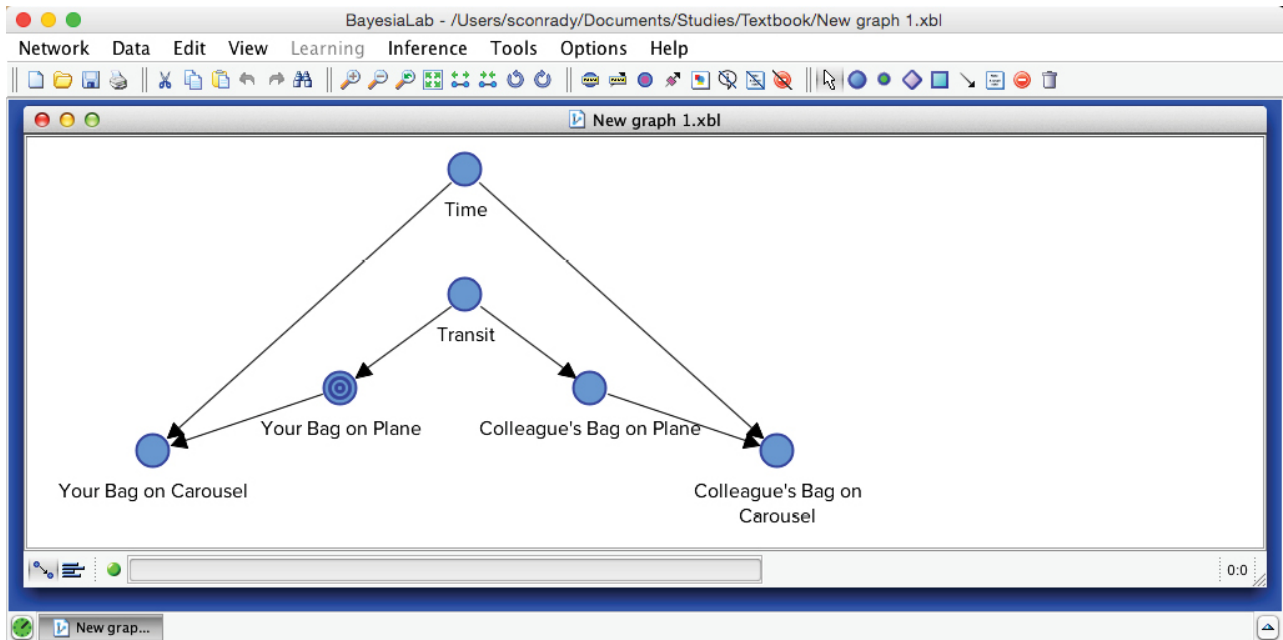 BayesiaLab - /Users/sconrady/Documents/Studies/Textbook/New graph 1.xbl
Network Data Edit View Learning Inference Tools Options Help
New graph 1.xbl
Time
Transit
Your Bag on Plane
Colleague's Bag on Plane
Your Bag on Carousel
Colleague's Bag on
Carousel
0:0
New grap...